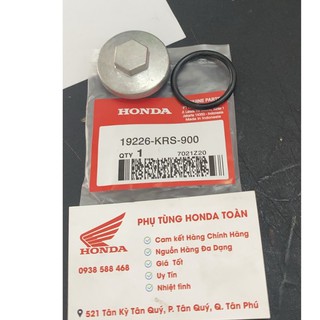 HONDA
19226-KRS-900
QTY 1 7021Z20
PHỤ TÙNG HONDA TOÀN
Cam kết Hàng Chính Hãng
Nguồn Hàng Đa Dạng
Giá Tốt
Uy Tín
Nhiệt tình
HONDA
0938 588 468
521 Tân Kỳ Tân Quý, P. Tân Quý, Q. Tân Phú